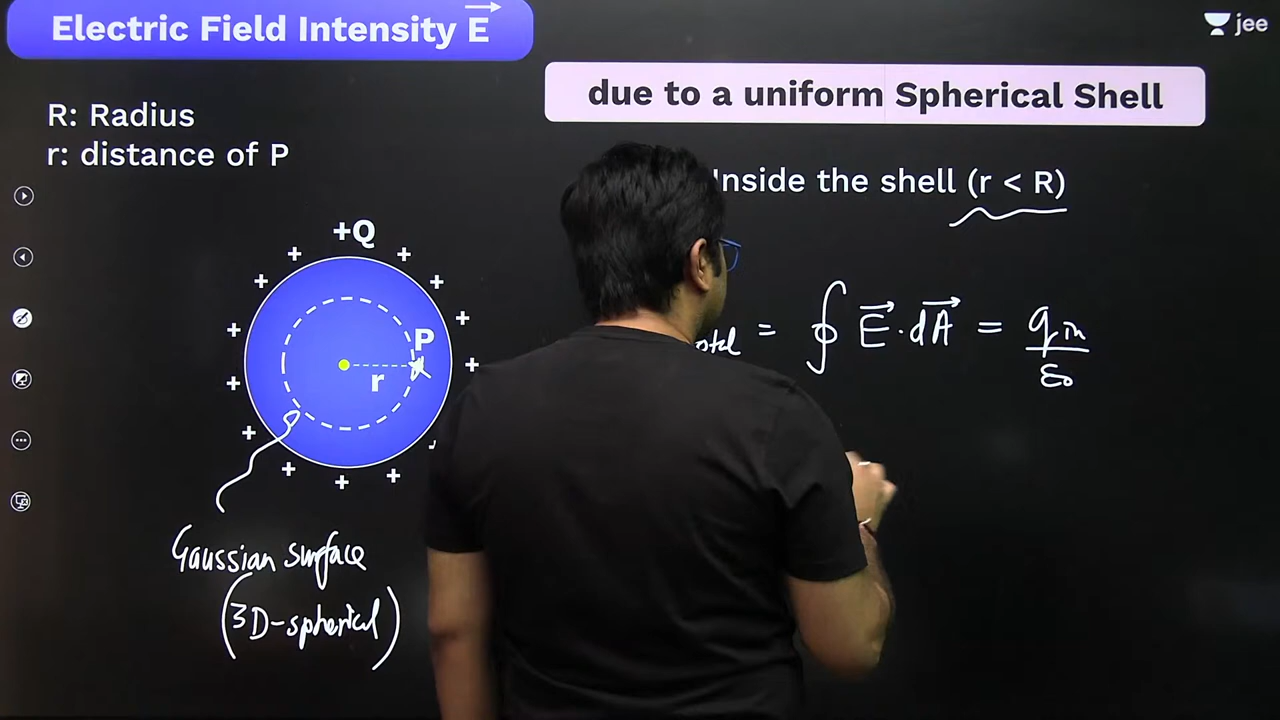 Electric Field Intensity E
jee
due to a uniform Spherical Shell
R: Radius
r: distance of P
Inside the shell (r < R)
+Q
P
r
= ∮ E · dA = qin / ε0
Gaussian surface
(3D-spherical)